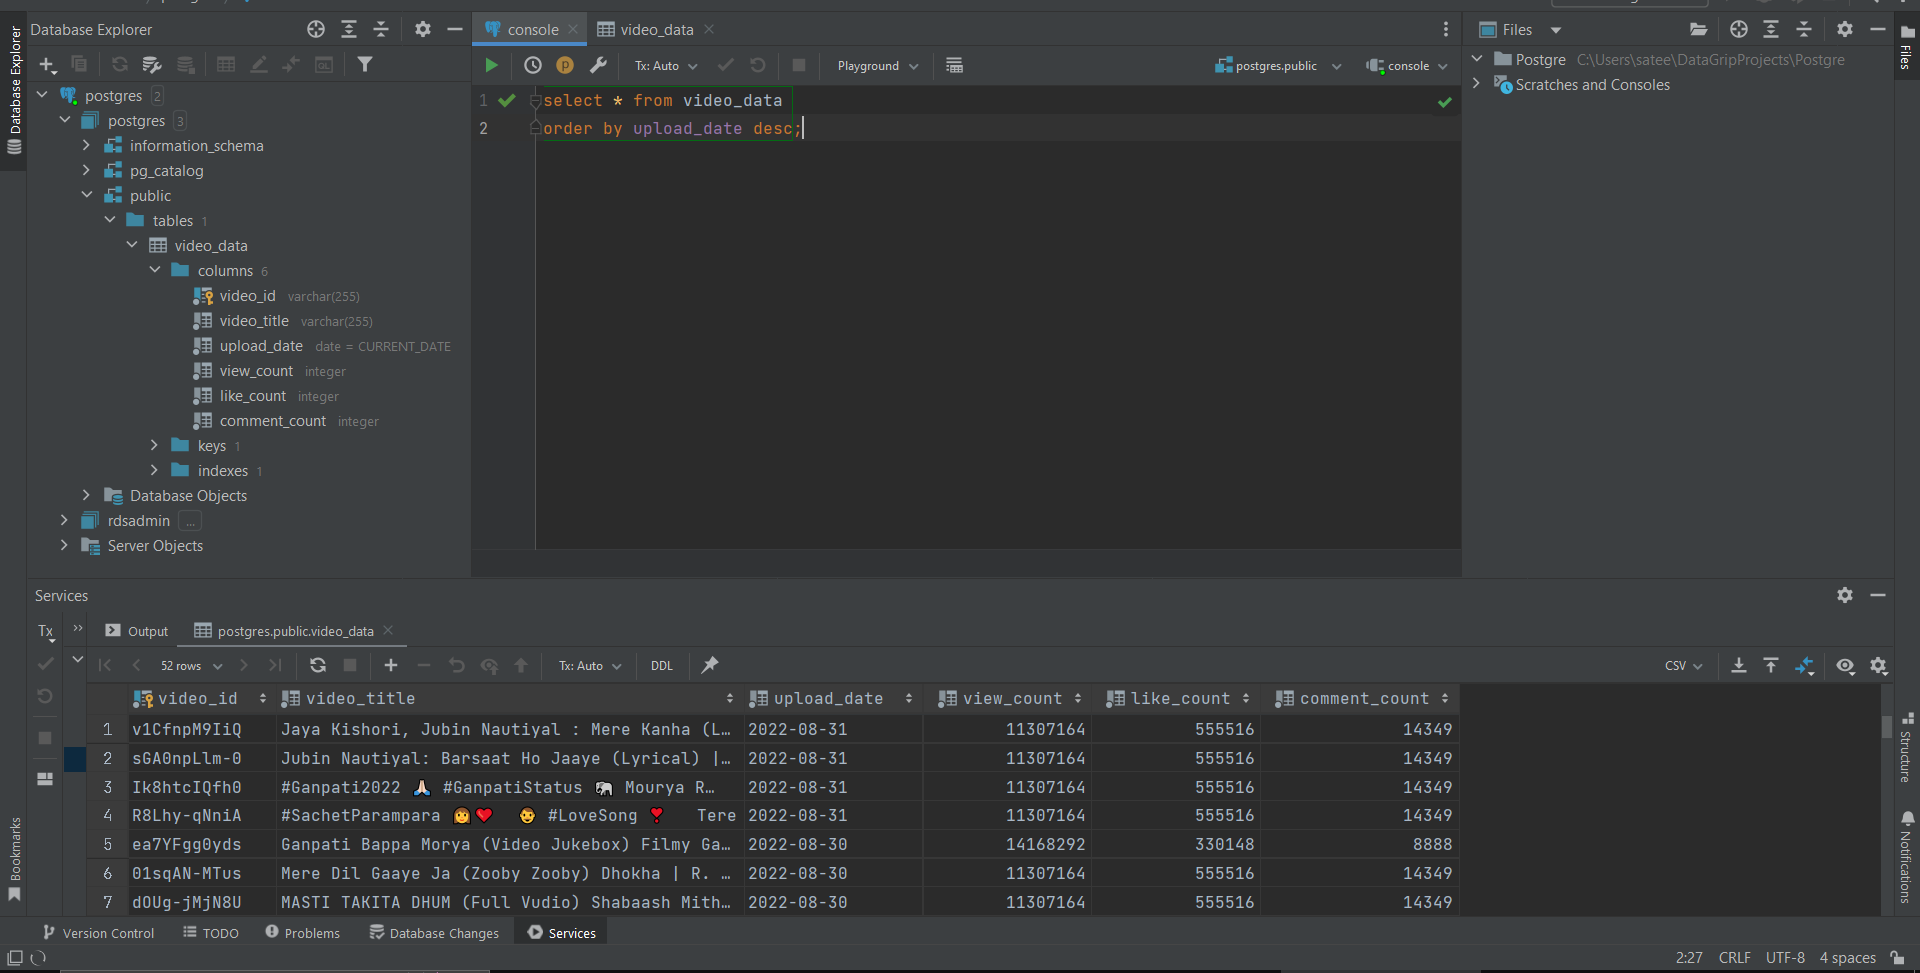 Database Explorer
Database Explorer
console
video_data
Files
Files
Tx: Auto
Playground
postgres.public
console
postgres 2
postgres 3
information_schema
pg_catalog
public
tables 1
video_data
columns 6
video_id varchar(255)
video_title varchar(255)
upload_date date = CURRENT_DATE
view_count integer
like_count integer
comment_count integer
keys 1
indexes 1
Database Objects
rdsadmin ...
Server Objects
1 select * from video_data
2 order by upload_date desc;
Postgre C:\Users\satee\DataGripProjects\Postgre
Scratches and Consoles
Services
Tx
Output
postgres.public.video_data
52 rows
Tx: Auto
DDL
CSV
video_id video_title upload_date view_count like_count comment_count
1 v1CfnpM9IiQ Jaya Kishori, Jubin Nautiyal : Mere Kanha (L… 2022-08-31 11307164 555516 14349
2 sGA0npLlm-0 Jubin Nautiyal: Barsaat Ho Jaaye (Lyrical) |… 2022-08-31 11307164 555516 14349
3 Ik8htcIQfh0 #Ganpati2022 🙏🏻 #GanpatiStatus 🐘 Mourya R… 2022-08-31 11307164 555516 14349
4 R8Lhy-qNniA #SachetParampara 👩❤️ 👨 #LoveSong ❣️ Tere 2022-08-31 11307164 555516 14349
5 ea7YFgg0yds Ganpati Bappa Morya (Video Jukebox) Filmy Ga… 2022-08-30 14168292 330148 8888
6 01sqAN-MTus Mere Dil Gaaye Ja (Zooby Zooby) Dhokha | R. … 2022-08-30 11307164 555516 14349
7 dOUg-jMjN8U MASTI TAKITA DHUM (Full Vudio) Shabaash Mith… 2022-08-30 11307164 555516 14349
Structure
Notifications
Bookmarks
Version Control
TODO
Problems
Database Changes
Services
2:27 CRLF UTF-8 4 spaces